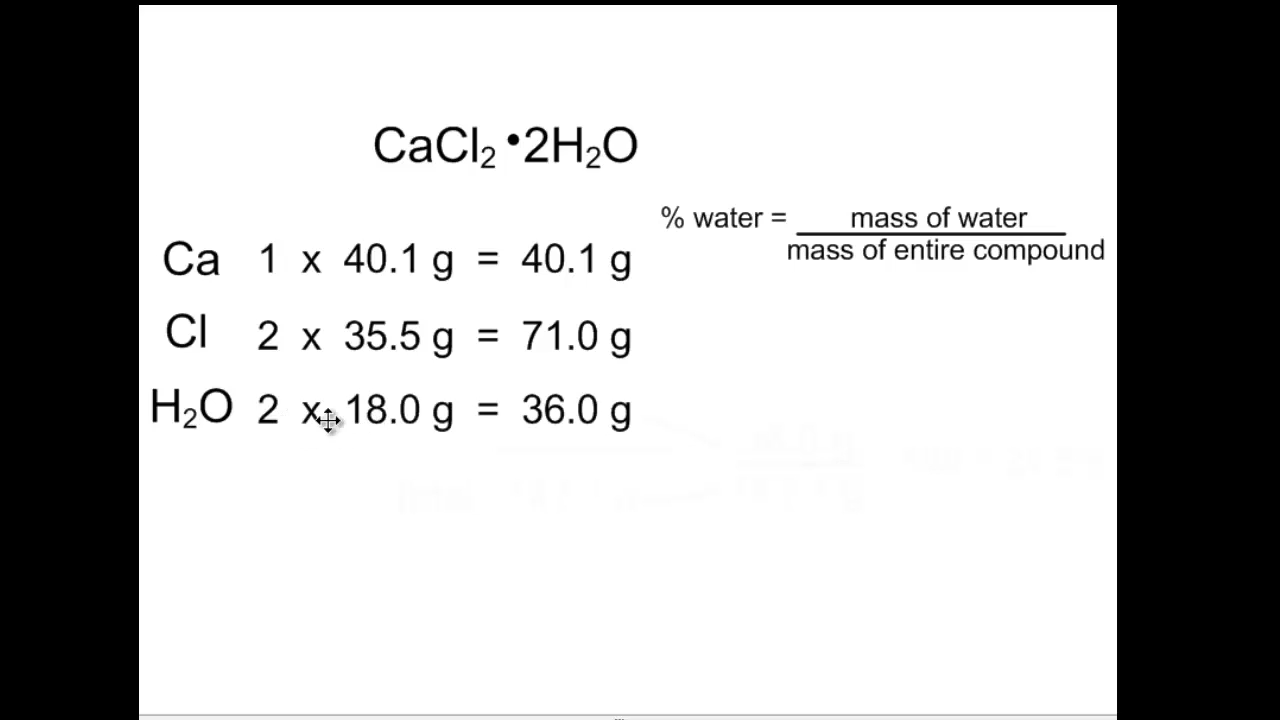 CaCl₂ •2H₂O
% water = mass of water
mass of entire compound
Ca 1 x 40.1 g = 40.1 g
Cl 2 x 35.5 g = 71.0 g
H₂O 2 x 18.0 g = 36.0 g